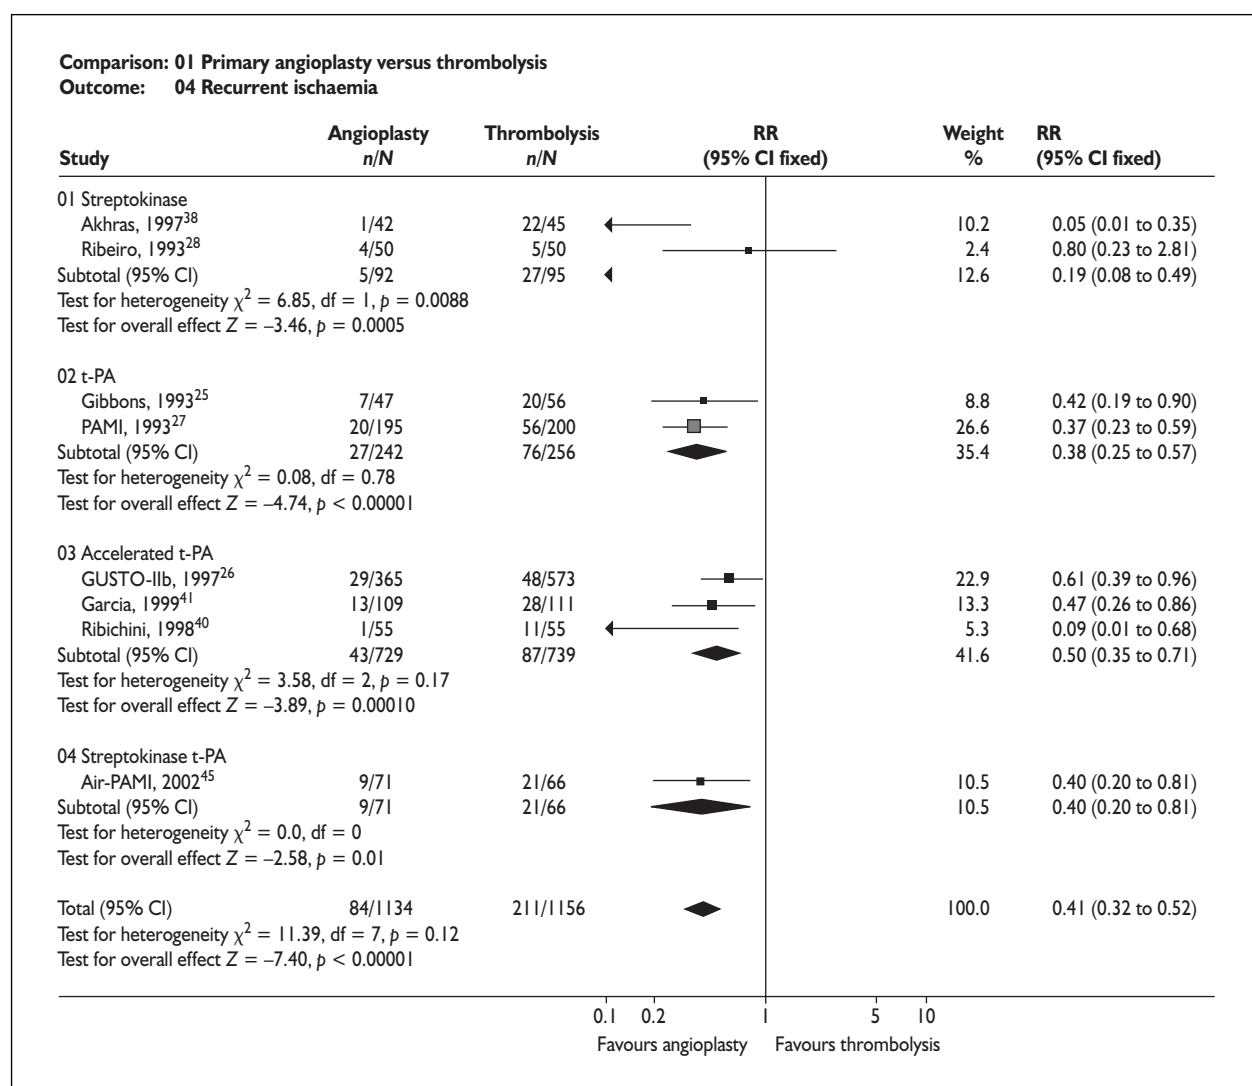 Comparison: 01 Primary angioplasty versus thrombolysis
Outcome: 04 Recurrent ischaemia
Angioplasty Thrombolysis RR Weight RR
Study n/N n/N (95% CI fixed) % (95% CI fixed)
01 Streptokinase
Akhras, 1997³⁸ 1/42 22/45 10.2 0.05 (0.01 to 0.35)
Ribeiro, 1993²⁸ 4/50 5/50 2.4 0.80 (0.23 to 2.81)
Subtotal (95% CI) 5/92 27/95 12.6 0.19 (0.08 to 0.49)
Test for heterogeneity χ² = 6.85, df = 1, p = 0.0088
Test for overall effect Z = –3.46, p = 0.0005
02 t-PA
Gibbons, 1993²⁵ 7/47 20/56 8.8 0.42 (0.19 to 0.90)
PAMI, 1993²⁷ 20/195 56/200 26.6 0.37 (0.23 to 0.59)
Subtotal (95% CI) 27/242 76/256 35.4 0.38 (0.25 to 0.57)
Test for heterogeneity χ² = 0.08, df = 0.78
Test for overall effect Z = –4.74, p < 0.00001
03 Accelerated t-PA
GUSTO-IIb, 1997²⁶ 29/365 48/573 22.9 0.61 (0.39 to 0.96)
Garcia, 1999⁴¹ 13/109 28/111 13.3 0.47 (0.26 to 0.86)
Ribichini, 1998⁴⁰ 1/55 11/55 5.3 0.09 (0.01 to 0.68)
Subtotal (95% CI) 43/729 87/739 41.6 0.50 (0.35 to 0.71)
Test for heterogeneity χ² = 3.58, df = 2, p = 0.17
Test for overall effect Z = –3.89, p = 0.00010
04 Streptokinase t-PA
Air-PAMI, 2002⁴⁵ 9/71 21/66 10.5 0.40 (0.20 to 0.81)
Subtotal (95% CI) 9/71 21/66 10.5 0.40 (0.20 to 0.81)
Test for heterogeneity χ² = 0.0, df = 0
Test for overall effect Z = –2.58, p = 0.01
Total (95% CI) 84/1134 211/1156 100.0 0.41 (0.32 to 0.52)
Test for heterogeneity χ² = 11.39, df = 7, p = 0.12
Test for overall effect Z = –7.40, p < 0.00001
0.1 0.2 1 5 10
Favours angioplasty Favours thrombolysis